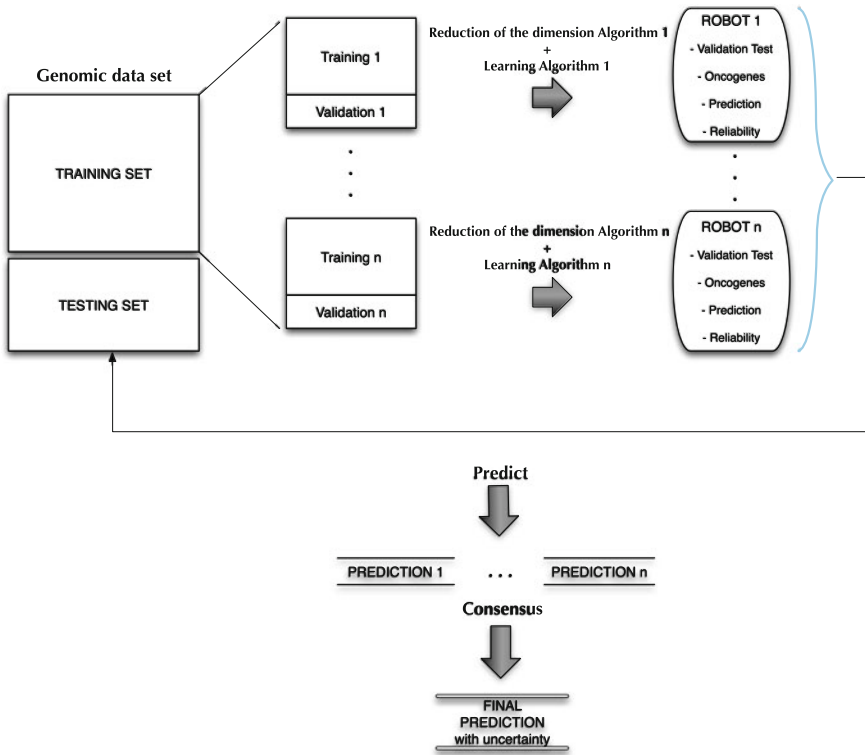 Genomic data set
TRAINING SET
TESTING SET
Training 1
Validation 1
Training n
Validation n
Reduction of the dimension Algorithm 1
+
Learning Algorithm 1
Reduction of the dimension Algorithm n
+
Learning Algorithm n
ROBOT 1
- Validation Test
- Oncogenes
- Prediction
- Reliability
ROBOT n
- Validation Test
- Oncogenes
- Prediction
- Reliability
Predict
PREDICTION 1 ... PREDICTION n
Consensus
FINAL
PREDICTION
with uncertainty